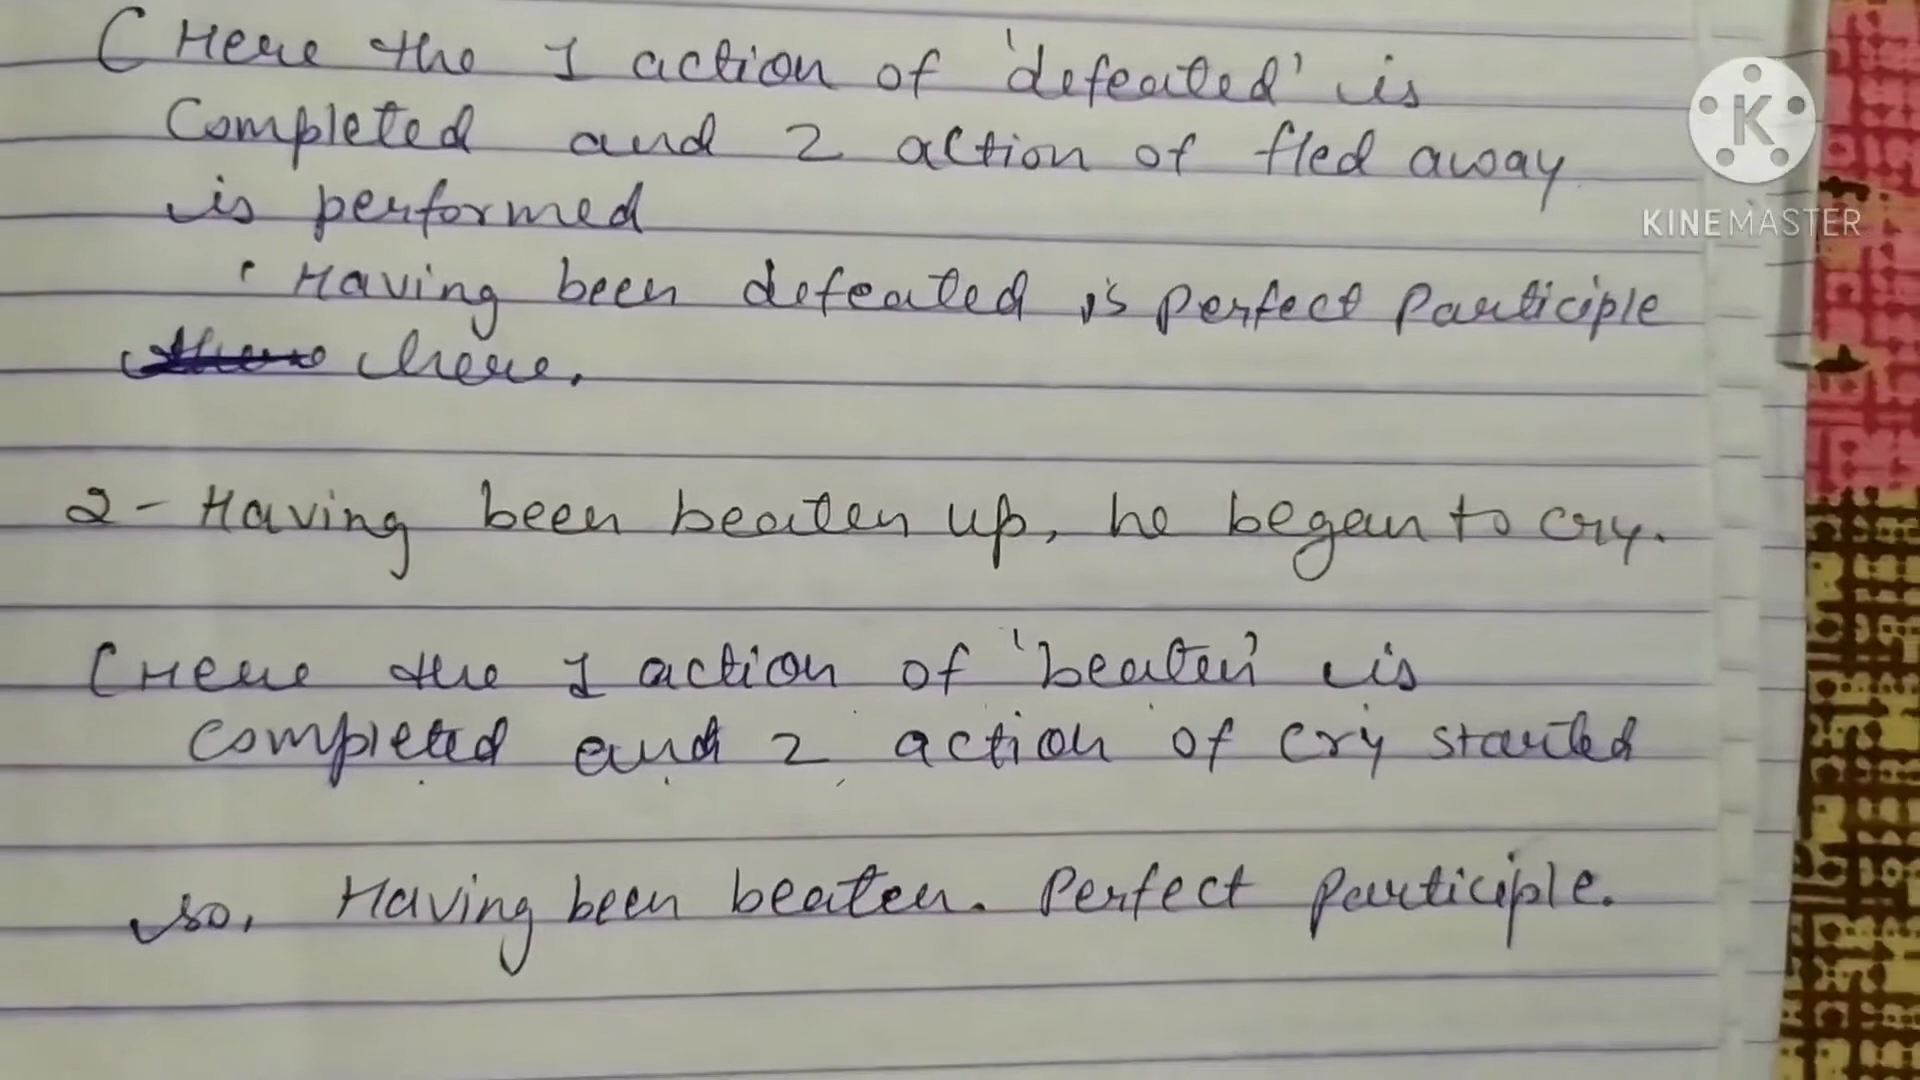 (Here the 1 action of 'defeated' is
Completed and 2 action of fled away
is performed
' Having been defeated is perfect participle
here.
2 - Having been beaten up, he began to cry.
(Here the 1 action of 'beaten' is
completed and 2 action of cry started
so, Having been beaten. Perfect participle.
K
KINEMASTER